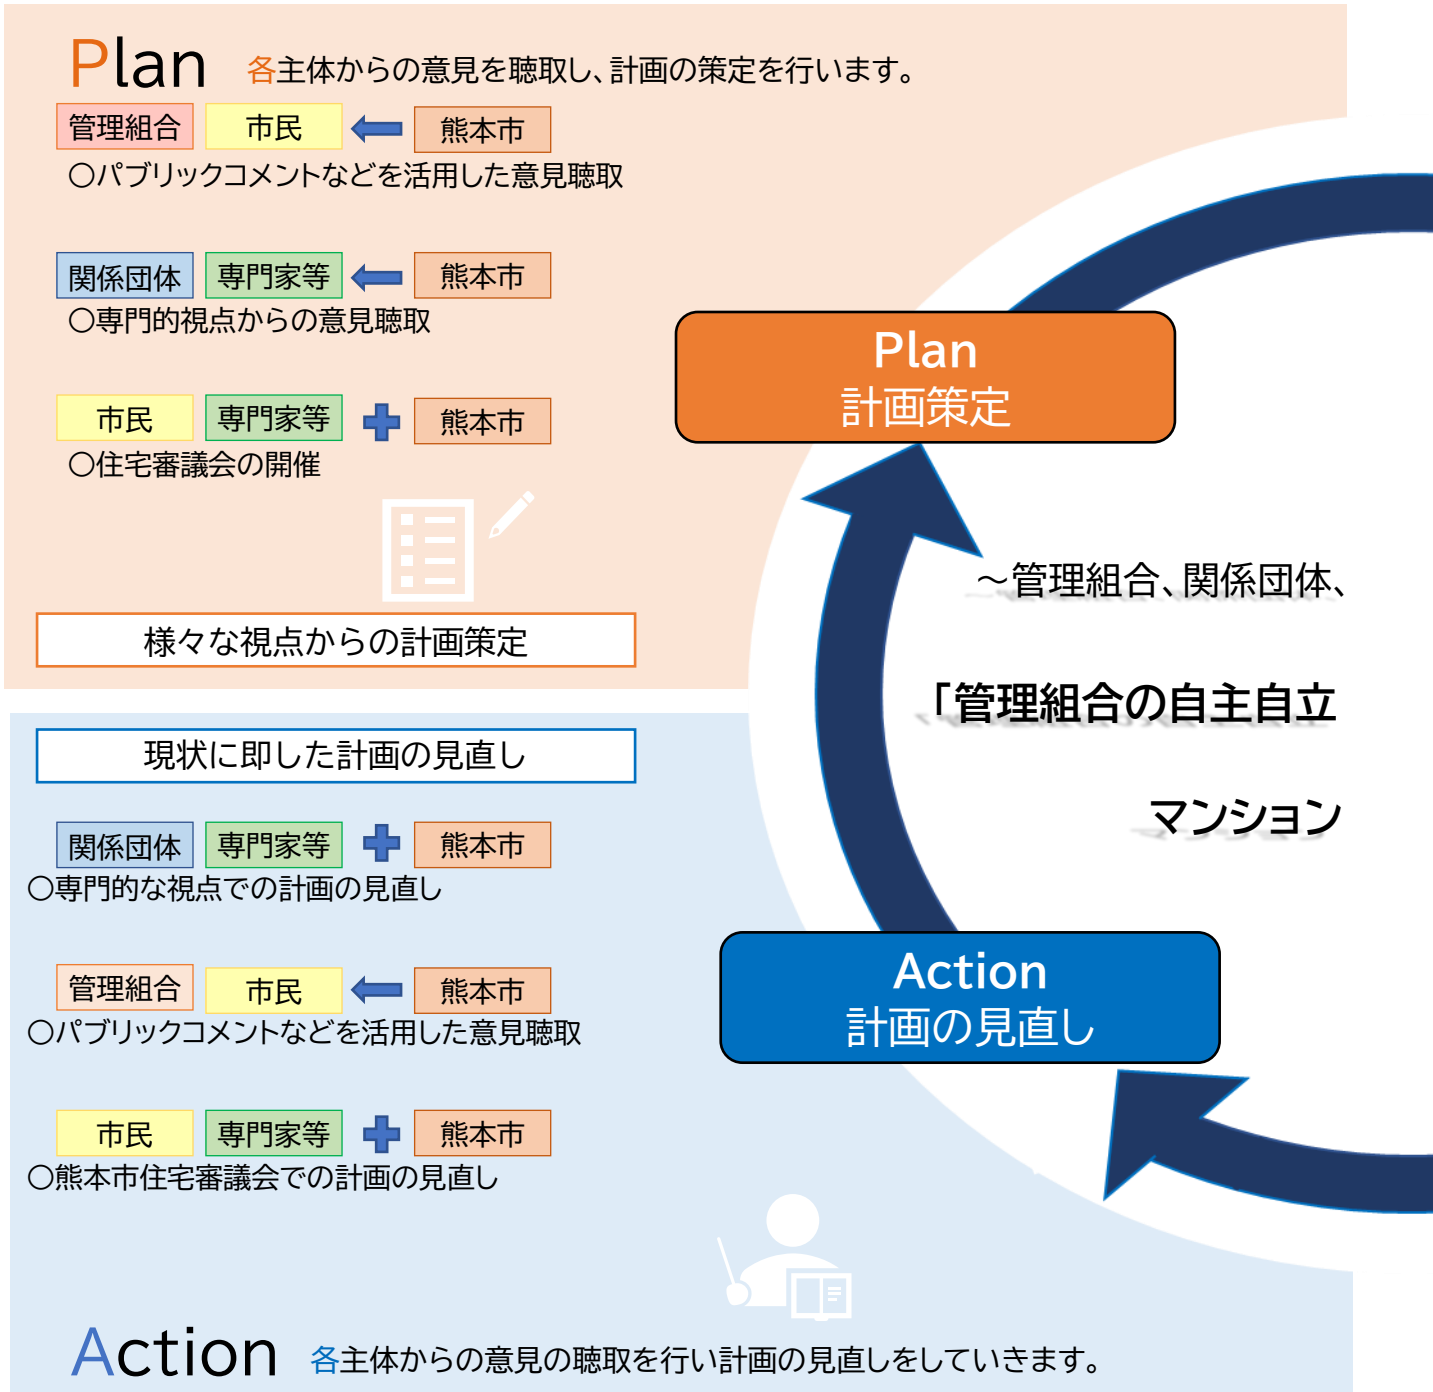 Plan 各主体からの意見を聴取し、計画の策定を行います。
管理組合 市民 熊本市
○パブリックコメントなどを活用した意見聴取
関係団体 専門家等 熊本市
○専門的視点からの意見聴取
市民 専門家等 熊本市
○住宅審議会の開催
様々な視点からの計画策定
Plan
計画策定
～管理組合、関係団体、
「管理組合の自主自立
マンション
現状に即した計画の見直し
関係団体 専門家等 熊本市
○専門的な視点での計画の見直し
管理組合 市民 熊本市
○パブリックコメントなどを活用した意見聴取
市民 専門家等 熊本市
○熊本市住宅審議会での計画の見直し
Action
計画の見直し
Action 各主体からの意見の聴取を行い計画の見直しをしていきます。